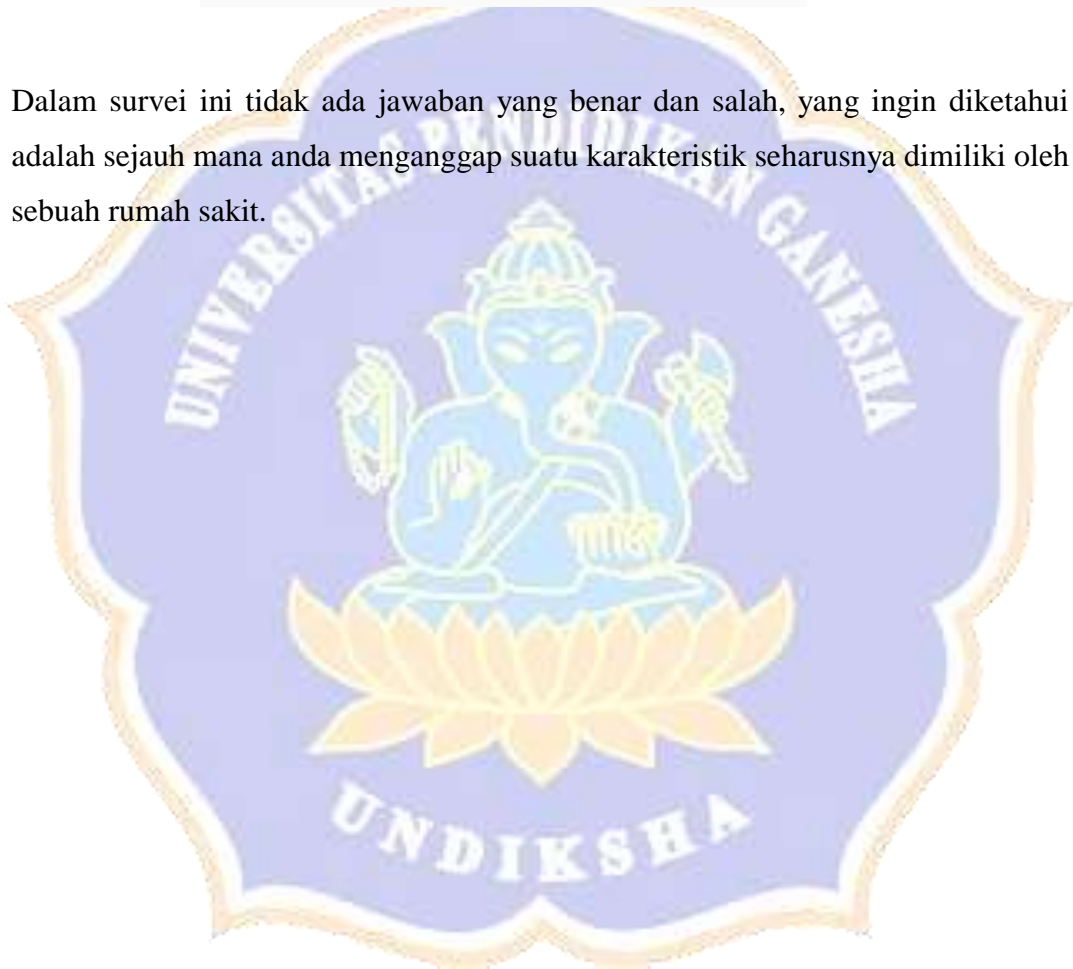 Dalam survei ini tidak ada jawaban yang benar dan salah, yang ingin diketahui
adalah sejauh mana anda menganggap suatu karakteristik seharusnya dimiliki oleh
sebuah rumah sakit.
UNIVERSITAS PENDIDIKAN GANESHA
UNDIKSHA